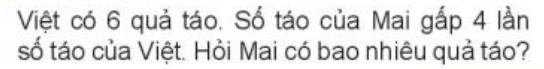 Việt có 6 quả táo. Số táo của Mai gấp 4 lần
số táo của Việt. Hỏi Mai có bao nhiêu quả táo?